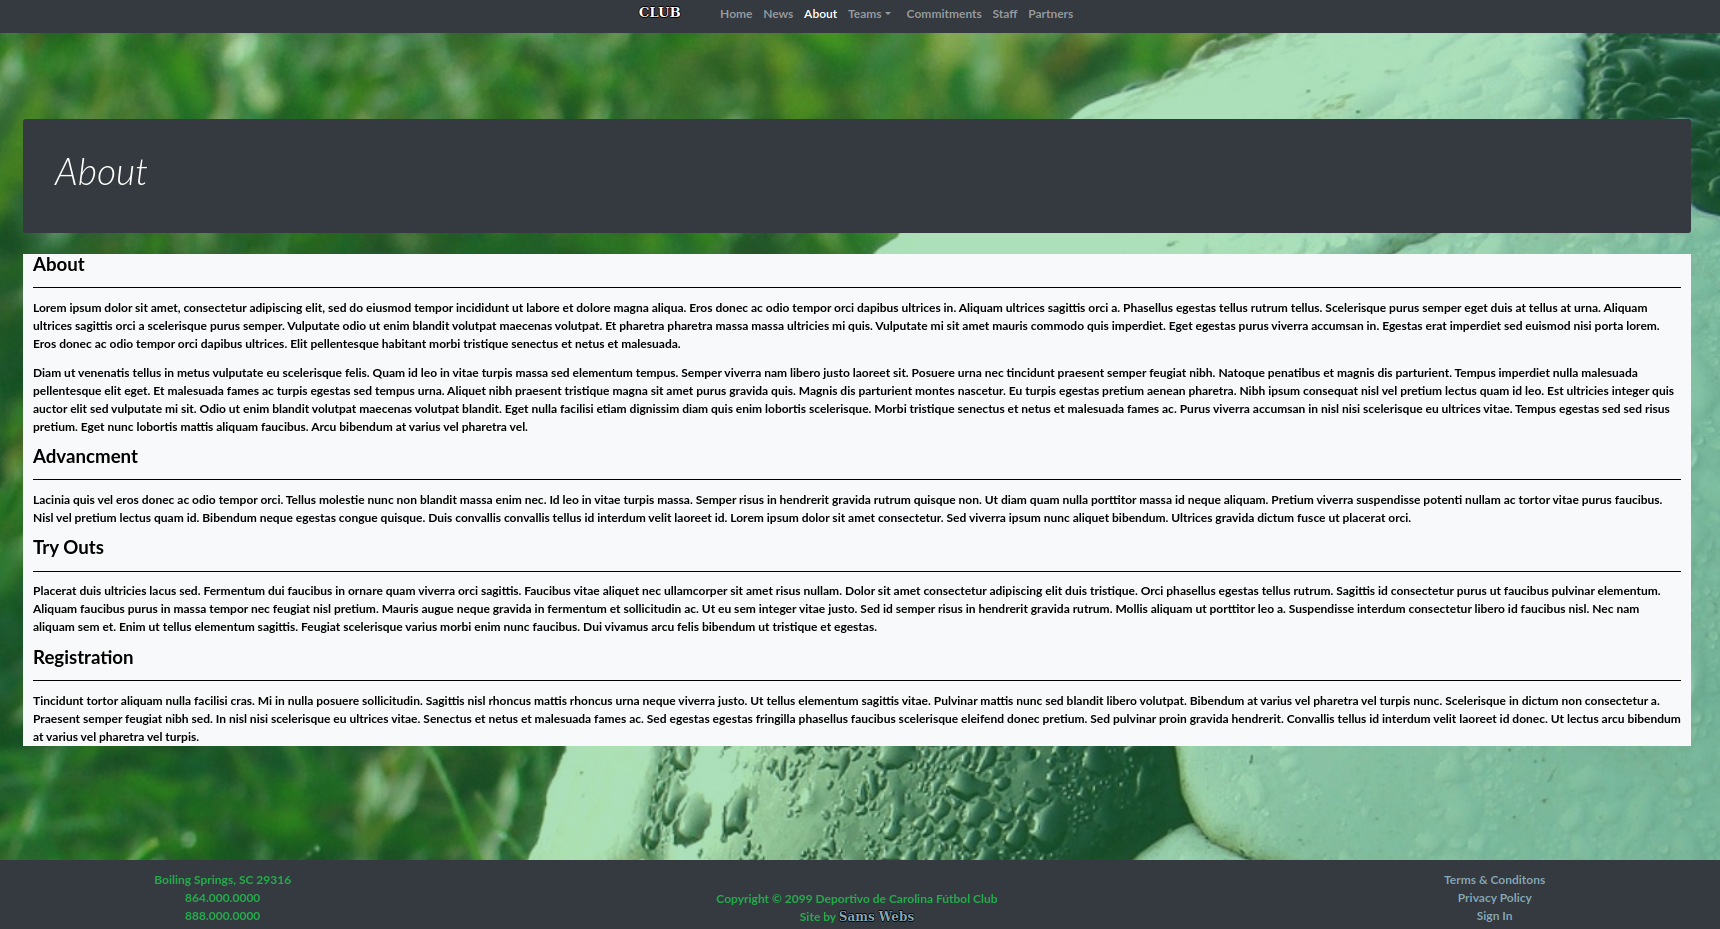 CLUB Home News About Teams Commitments Staff Partners
About
About
Lorem ipsum dolor sit amet, consectetur adipiscing elit, sed do eiusmod tempor incididunt ut labore et dolore magna aliqua. Eros donec ac odio tempor orci dapibus ultrices in. Aliquam ultrices sagittis orci a. Phasellus egestas tellus rutrum tellus. Scelerisque purus semper eget duis at tellus at urna. Aliquam
ultrices sagittis orci a scelerisque purus semper. Vulputate odio ut enim blandit volutpat maecenas volutpat. Et pharetra pharetra massa massa ultricies mi quis. Vulputate mi sit amet mauris commodo quis imperdiet. Eget egestas purus viverra accumsan in. Egestas erat imperdiet sed euismod nisi porta lorem.
Eros donec ac odio tempor orci dapibus ultrices. Elit pellentesque habitant morbi tristique senectus et netus et malesuada.
Diam ut venenatis tellus in metus vulputate eu scelerisque felis. Quam id leo in vitae turpis massa sed elementum tempus. Semper viverra nam libero justo laoreet sit. Posuere urna nec tincidunt praesent semper feugiat nibh. Natoque penatibus et magnis dis parturient. Tempus imperdiet nulla malesuada
pellentesque elit eget. Et malesuada fames ac turpis egestas sed tempus urna. Aliquet nibh praesent tristique magna sit amet purus gravida quis. Magnis dis parturient montes nascetur. Eu turpis egestas pretium aenean pharetra. Nibh ipsum consequat nisl vel pretium lectus quam id leo. Est ultricies integer quis
auctor elit sed vulputate mi sit. Odio ut enim blandit volutpat maecenas volutpat blandit. Eget nulla facilisi etiam dignissim diam quis enim lobortis scelerisque. Morbi tristique senectus et netus et malesuada fames ac. Purus viverra accumsan in nisl nisi scelerisque eu ultrices vitae. Tempus egestas sed sed risus
pretium. Eget nunc lobortis mattis aliquam faucibus. Arcu bibendum at varius vel pharetra vel.
Advancment
Lacinia quis vel eros donec ac odio tempor orci. Tellus molestie nunc non blandit massa enim nec. Id leo in vitae turpis massa. Semper risus in hendrerit gravida rutrum quisque non. Ut diam quam nulla porttitor massa id neque aliquam. Pretium viverra suspendisse potenti nullam ac tortor vitae purus faucibus.
Nisl vel pretium lectus quam id. Bibendum neque egestas congue quisque. Duis convallis convallis tellus id interdum velit laoreet id. Lorem ipsum dolor sit amet consectetur. Sed viverra ipsum nunc aliquet bibendum. Ultrices gravida dictum fusce ut placerat orci.
Try Outs
Placerat duis ultricies lacus sed. Fermentum dui faucibus in ornare quam viverra orci sagittis. Faucibus vitae aliquet nec ullamcorper sit amet risus nullam. Dolor sit amet consectetur adipiscing elit duis tristique. Orci phasellus egestas tellus rutrum. Sagittis id consectetur purus ut faucibus pulvinar elementum.
Aliquam faucibus purus in massa tempor nec feugiat nisl pretium. Mauris augue neque gravida in fermentum et sollicitudin ac. Ut eu sem integer vitae justo. Sed id semper risus in hendrerit gravida rutrum. Mollis aliquam ut porttitor leo a. Suspendisse interdum consectetur libero id faucibus nisl. Nec nam
aliquam sem et. Enim ut tellus elementum sagittis. Feugiat scelerisque varius morbi enim nunc faucibus. Dui vivamus arcu felis bibendum ut tristique et egestas.
Registration
Tincidunt tortor aliquam nulla facilisi cras. Mi in nulla posuere sollicitudin. Sagittis nisl rhoncus mattis rhoncus urna neque viverra justo. Ut tellus elementum sagittis vitae. Pulvinar mattis nunc sed blandit libero volutpat. Bibendum at varius vel pharetra vel turpis nunc. Scelerisque in dictum non consectetur a.
Praesent semper feugiat nibh sed. In nisl nisi scelerisque eu ultrices vitae. Senectus et netus et malesuada fames ac. Sed egestas egestas fringilla phasellus faucibus scelerisque eleifend donec pretium. Sed pulvinar proin gravida hendrerit. Convallis tellus id interdum velit laoreet id donec. Ut lectus arcu bibendum
at varius vel pharetra vel turpis.
Boiling Springs, SC 29316
864.000.0000
888.000.0000
Copyright © 2099 Deportivo de Carolina Fútbol Club
Site by Sams Webs
Terms & Conditons
Privacy Policy
Sign In